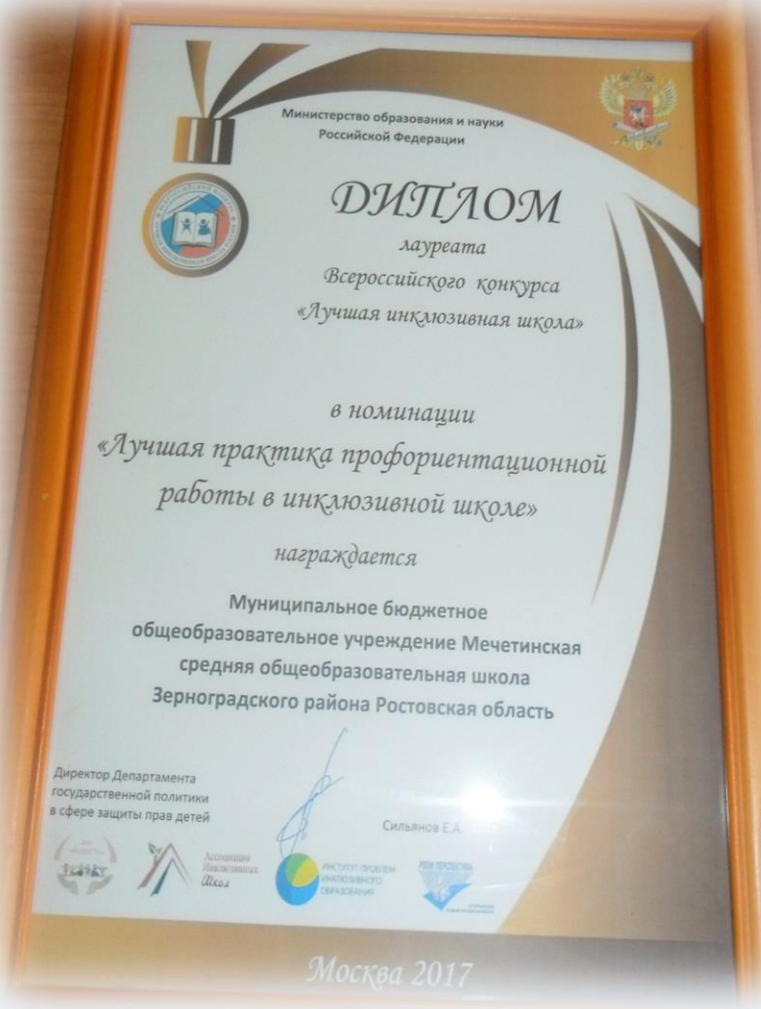 Министерство образования и науки
Российской Федерации
ДИПЛОМ
лауреата
Всероссийского конкурса
«Лучшая инклюзивная школа»
в номинации
«Лучшая практика профориентационной
работы в инклюзивной школе»
награждается
Муниципальное бюджетное
общеобразовательное учреждение Мечетинская
средняя общеобразовательная школа
Зерноградского района Ростовская область
Директор Департамента
государственной политики
в сфере защиты прав детей
Сильянов Е.А.
Ассоциация
Инклюзивных
Школ
ИНСТИТУТ ПРОБЛЕМ
ИНКЛЮЗИВНОГО
ОБРАЗОВАНИЯ
РООИ ПЕРСПЕКТИВА
Москва 2017